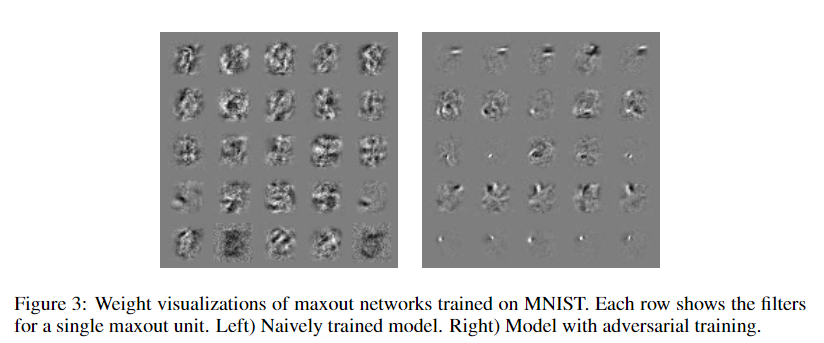 Figure 3: Weight visualizations of maxout networks trained on MNIST. Each row shows the filters
for a single maxout unit. Left) Naively trained model. Right) Model with adversarial training.